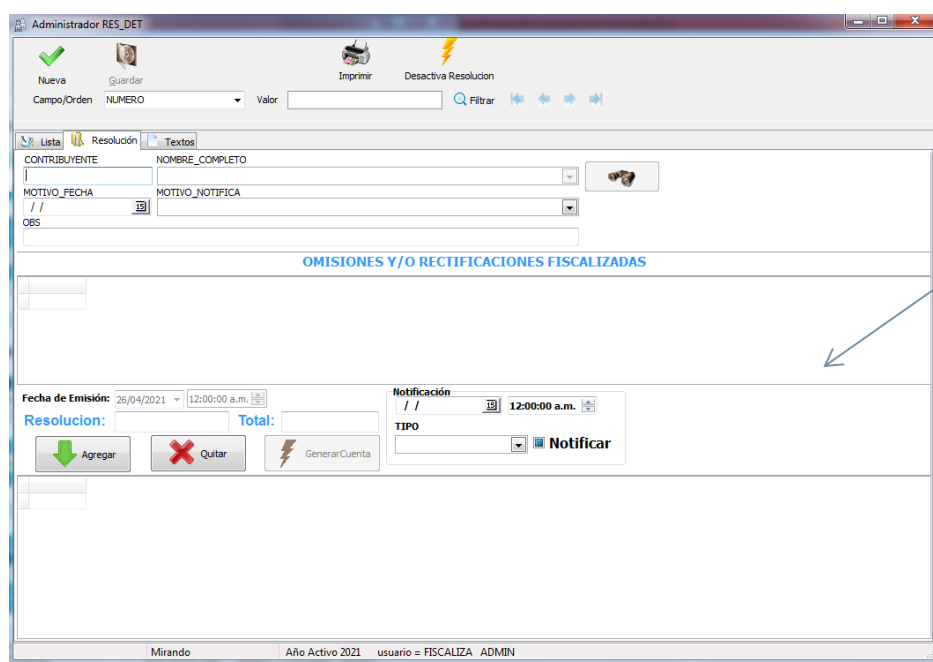 Administrador RES_DET
Nueva
Guardar
Imprimir
Desactiva Resolucion
Campo/Orden NUMERO Valor Filtrar
Lista Resolución Textos
CONTRIBUYENTE NOMBRE_COMPLETO
MOTIVO_FECHA MOTIVO_NOTIFICA
/ / 15
OBS
OMISIONES Y/O RECTIFICACIONES FISCALIZADAS
Fecha de Emisión: 26/04/2021 12:00:00 a.m.
Notificación
/ / 15 12:00:00 a.m.
Resolucion: Total:
TIPO
Notificar
Agregar Quitar GenerarCuenta
Mirando Año Activo 2021 usuario = FISCALIZA ADMIN